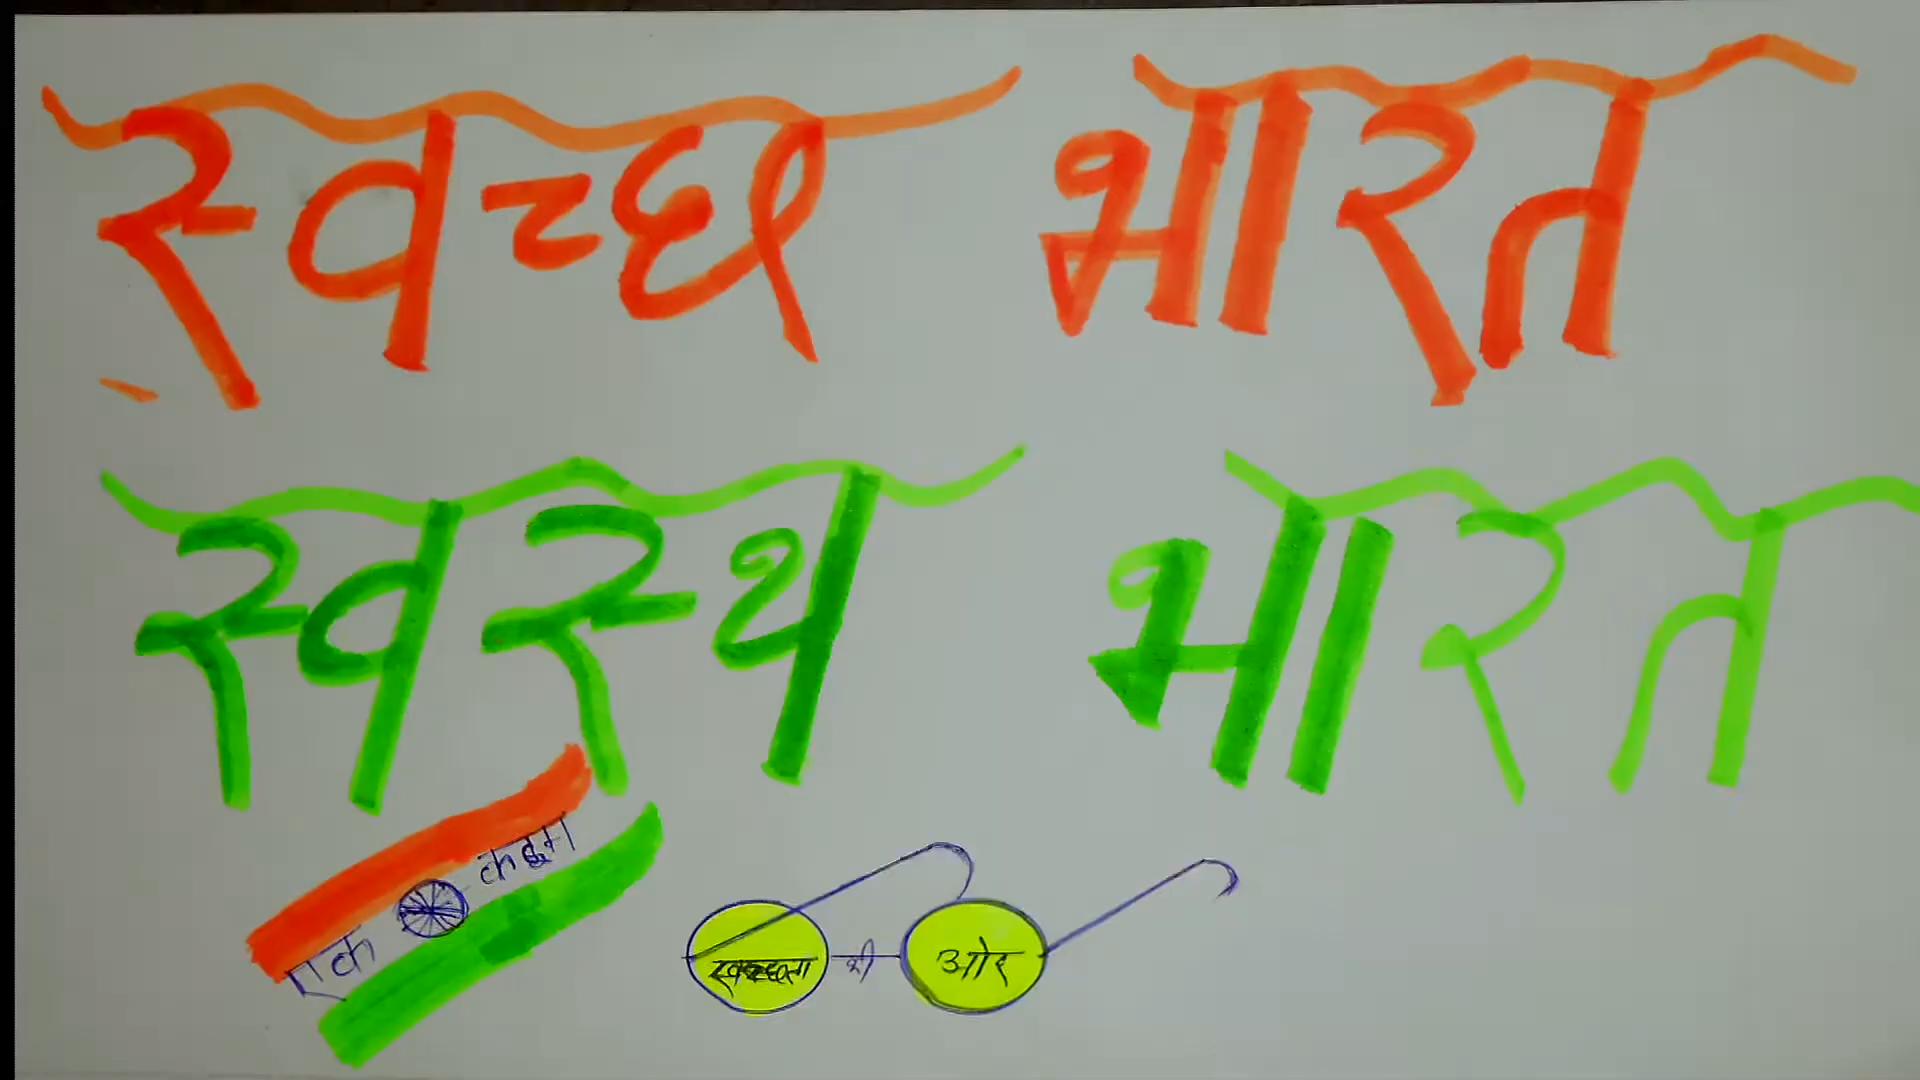 स्वच्छ भारत
स्वस्थ भारत
एक कदम
स्वच्छता की ओर